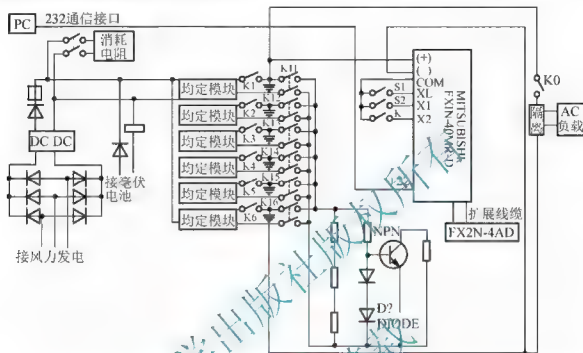 PC
232通信接口
消耗
电阻
DC DC
接毫伏
电池
接风力发电
均定模块
K1
K11
均定模块
K2
K12
均定模块
K3
K13
均定模块
K4
K14
均定模块
K5
K15
均定模块
K6
K16
(+)
( )
COM
XL
X1
X2
S1
S2
K
MITSUBISHI
扩展线缆
FX2N-4AD
NPN
D?
DIODE
K0
隔离
AC
负载